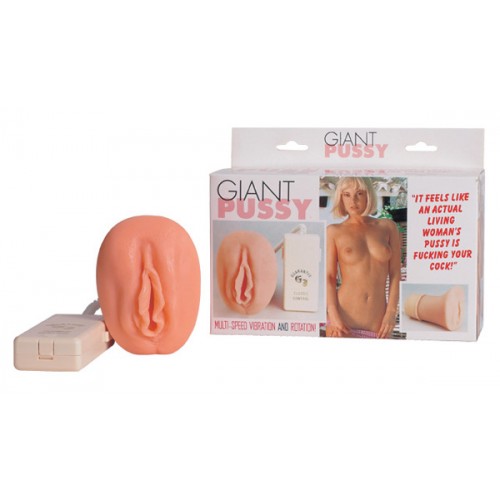 GIANT
PUSSY
GIANT
PUSSY
"IT FEELS LIKE
AN ACTUAL
LIVING
WOMAN'S
PUSSY IS
FUCKING YOUR
COCK!"
MULTI-SPEED VIBRATION AND ROTATION!